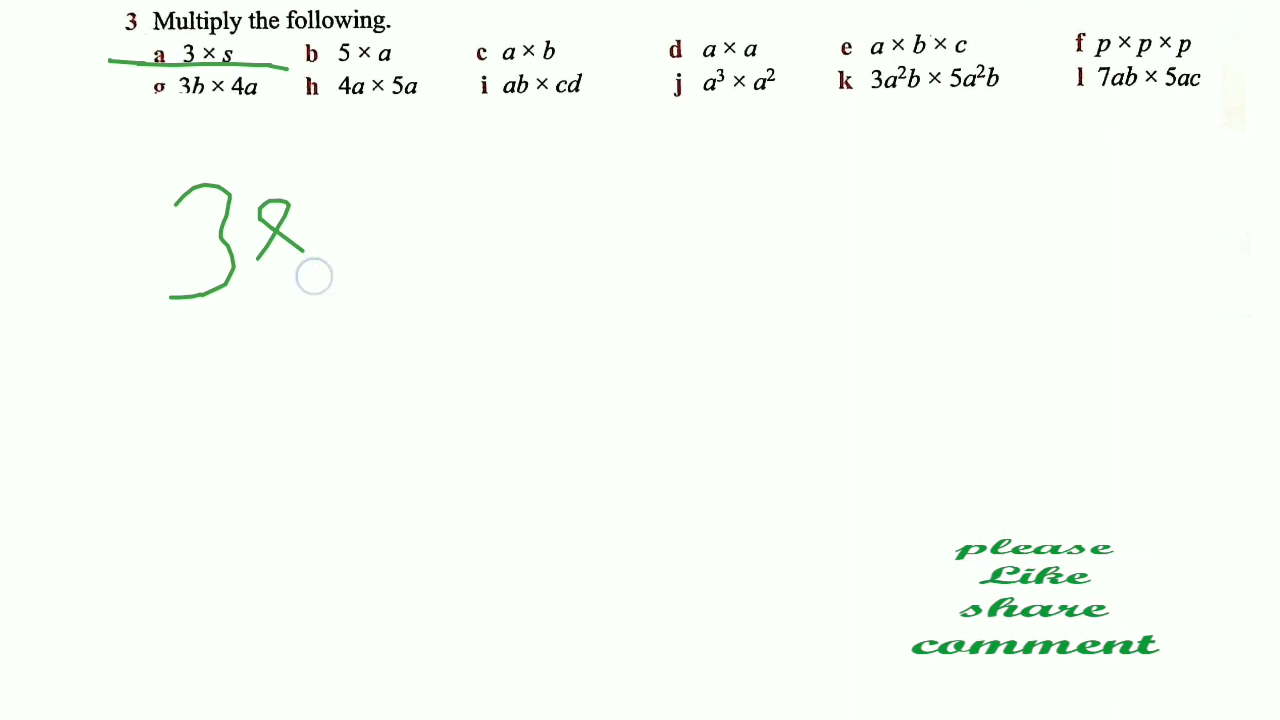 3 Multiply the following.
a 3 × s b 5 × a c a × b d a × a e a × b × c f p × p × p
g 3b × 4a h 4a × 5a i ab × cd j a³ × a² k 3a²b × 5a²b l 7ab × 5ac
3 ×
please
Like
share
comment